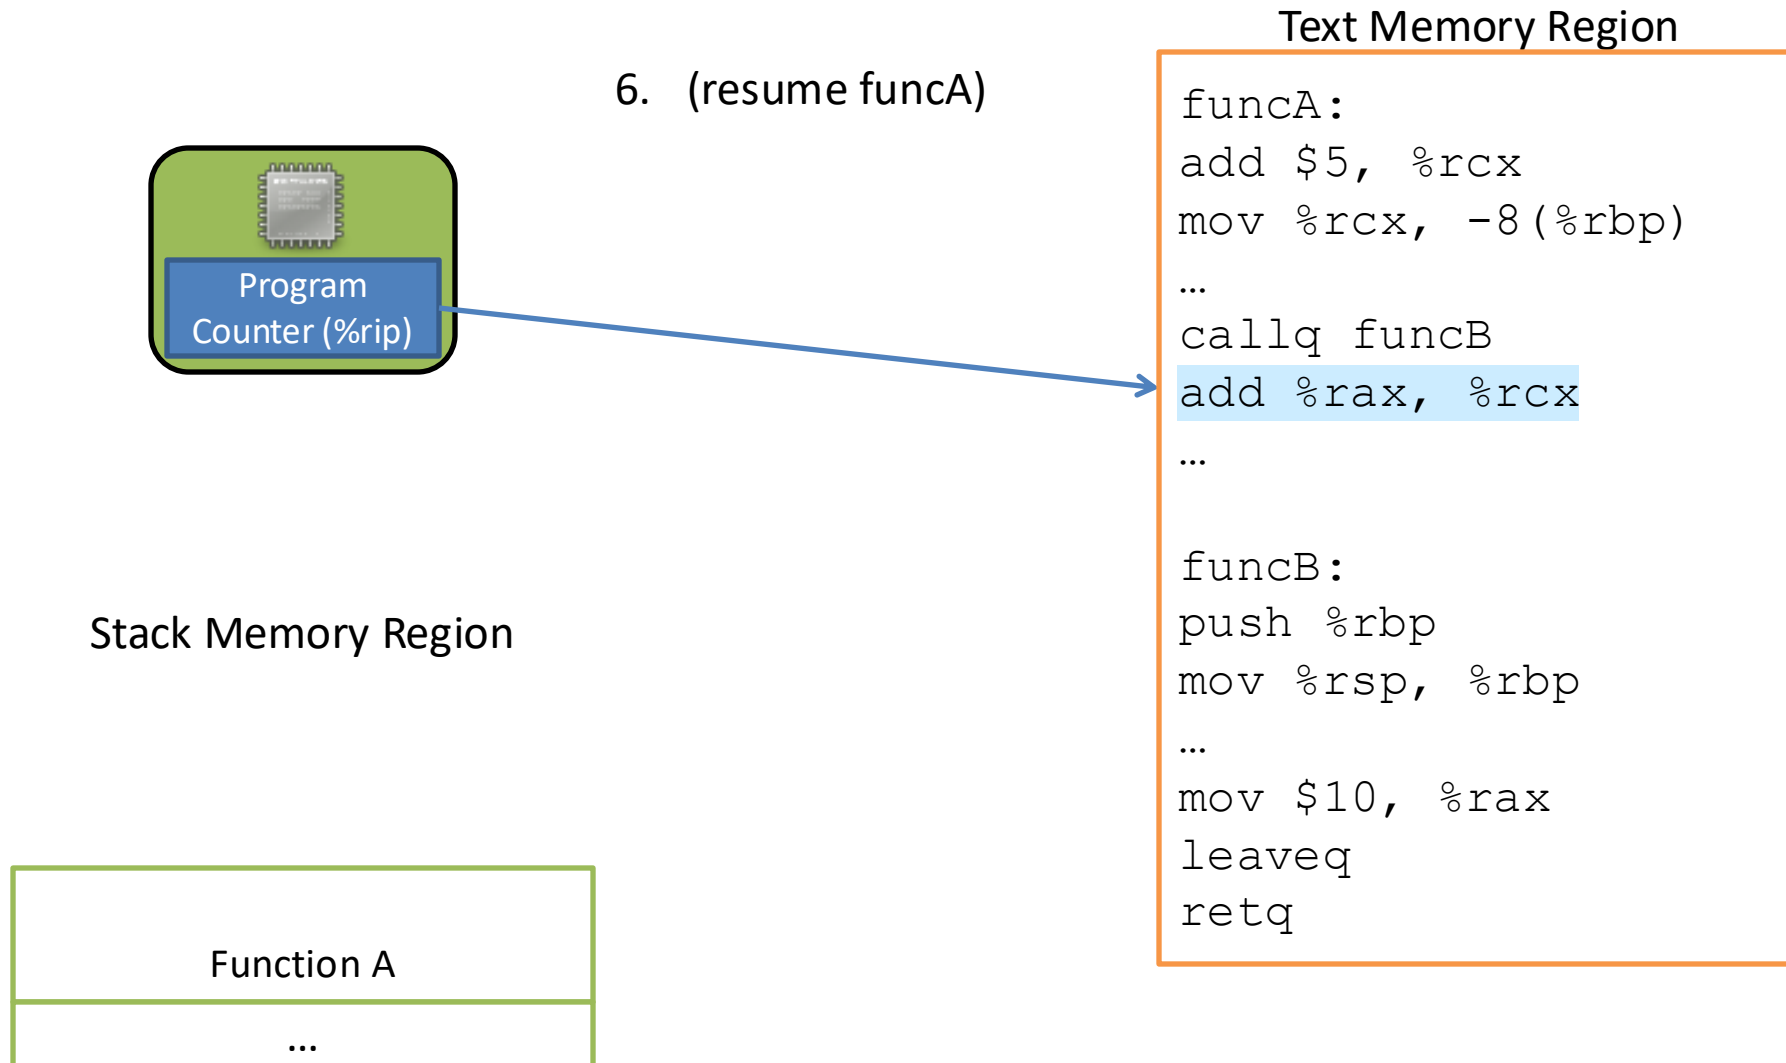 Text Memory Region
6. (resume funcA)
funcA:
add $5, %rcx
mov %rcx, -8(%rbp)
…
callq funcB
add %rax, %rcx
…
funcB:
push %rbp
mov %rsp, %rbp
…
mov $10, %rax
leaveq
retq
Program
Counter (%rip)
Stack Memory Region
Function A
…